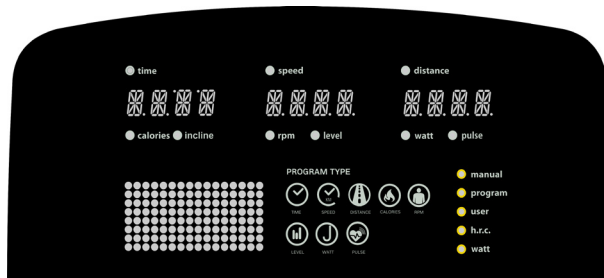 time speed distance
calories incline rpm level watt pulse
PROGRAM TYPE
manual
program
user
h.r.c.
watt
TIME SPEED DISTANCE CALORIES RPM
LEVEL WATT PULSE